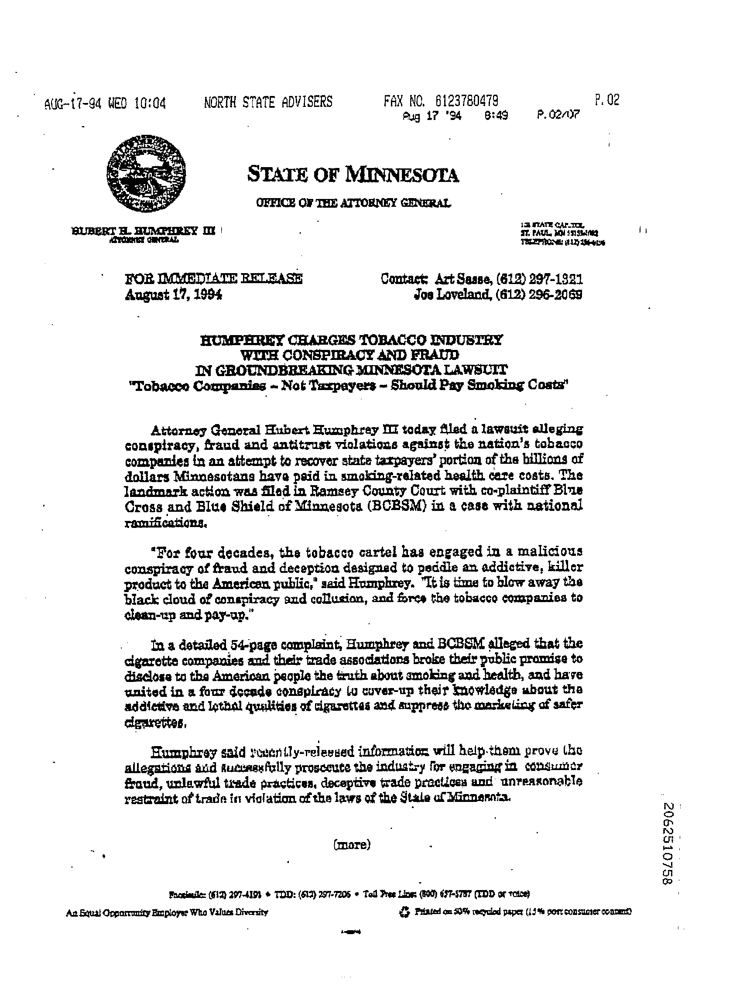 AUG-17-94 WED 10:04 NORTH STATE ADVISERS FAX NO. 6123780479 P.02
Aug 17 '94 8:49 P.02/07
STATE OF MINNESOTA
OFFICE OF THE ATTORNEY GENERAL
HUBERT H. HUMPHREY III
ATTORNEY GENERAL
STATE CAPITOL
ST. PAUL, MN
TELEPHONE: (612)
FOR IMMEDIATE RELEASE Contact: Art Sasse, (612) 297-1321
August 17, 1994 Joe Loveland, (612) 296-2069
HUMPHREY CHARGES TOBACCO INDUSTRY
WITH CONSPIRACY AND FRAUD
IN GROUNDBREAKING MINNESOTA LAWSUIT
"Tobacco Companies – Not Taxpayers – Should Pay Smoking Costs"
Attorney General Hubert Humphrey III today filed a lawsuit alleging
conspiracy, fraud and antitrust violations against the nation's tobacco
companies in an attempt to recover state taxpayers' portion of the billions of
dollars Minnesotans have paid in smoking-related health care costs. The
landmark action was filed in Ramsey County Court with co-plaintiff Blue
Cross and Blue Shield of Minnesota (BCBSM) in a case with national
ramifications.
"For four decades, the tobacco cartel has engaged in a malicious
conspiracy of fraud and deception designed to peddle an addictive, killer
product to the American public," said Humphrey. "It is time to blow away the
black cloud of conspiracy and collusion, and force the tobacco companies to
clean-up and pay-up."
In a detailed 54-page complaint, Humphrey and BCBSM alleged that the
cigarette companies and their trade associations broke their public promise to
disclose to the American people the truth about smoking and health, and have
united in a four decade conspiracy to cover-up their knowledge about the
addictive and lethal qualities of cigarettes and suppress the marketing of safer
cigarettes.
Humphrey said recently-released information will help them prove the
allegations and successfully prosecute the industry for engaging in consumer
fraud, unlawful trade practices, deceptive trade practices and unreasonable
restraint of trade in violation of the laws of the State of Minnesota.
(more)
2062510758
Facsimile: (612) 297-4193 • TDD: (612) 297-7206 • Toll Free Lines: (800) 657-3787 (TDD or voice)
An Equal Opportunity Employer Who Values Diversity Printed on 50% recycled paper (15% post consumer content)